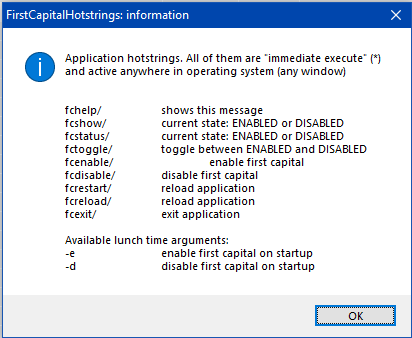 FirstCapitalHotstrings: information
Application hotstrings. All of them are "immediate execute" (*)
and active anywhere in operating system (any window)
fchelp/ shows this message
fcshow/ current state: ENABLED or DISABLED
fcstatus/ current state: ENABLED or DISABLED
fctoggle/ toggle between ENABLED and DISABLED
fcenable/ enable first capital
fcdisable/ disable first capital
fcrestart/ reload application
fcreload/ reload application
fcexit/ exit application
Available lunch time arguments:
-e enable first capital on startup
-d disable first capital on startup
OK